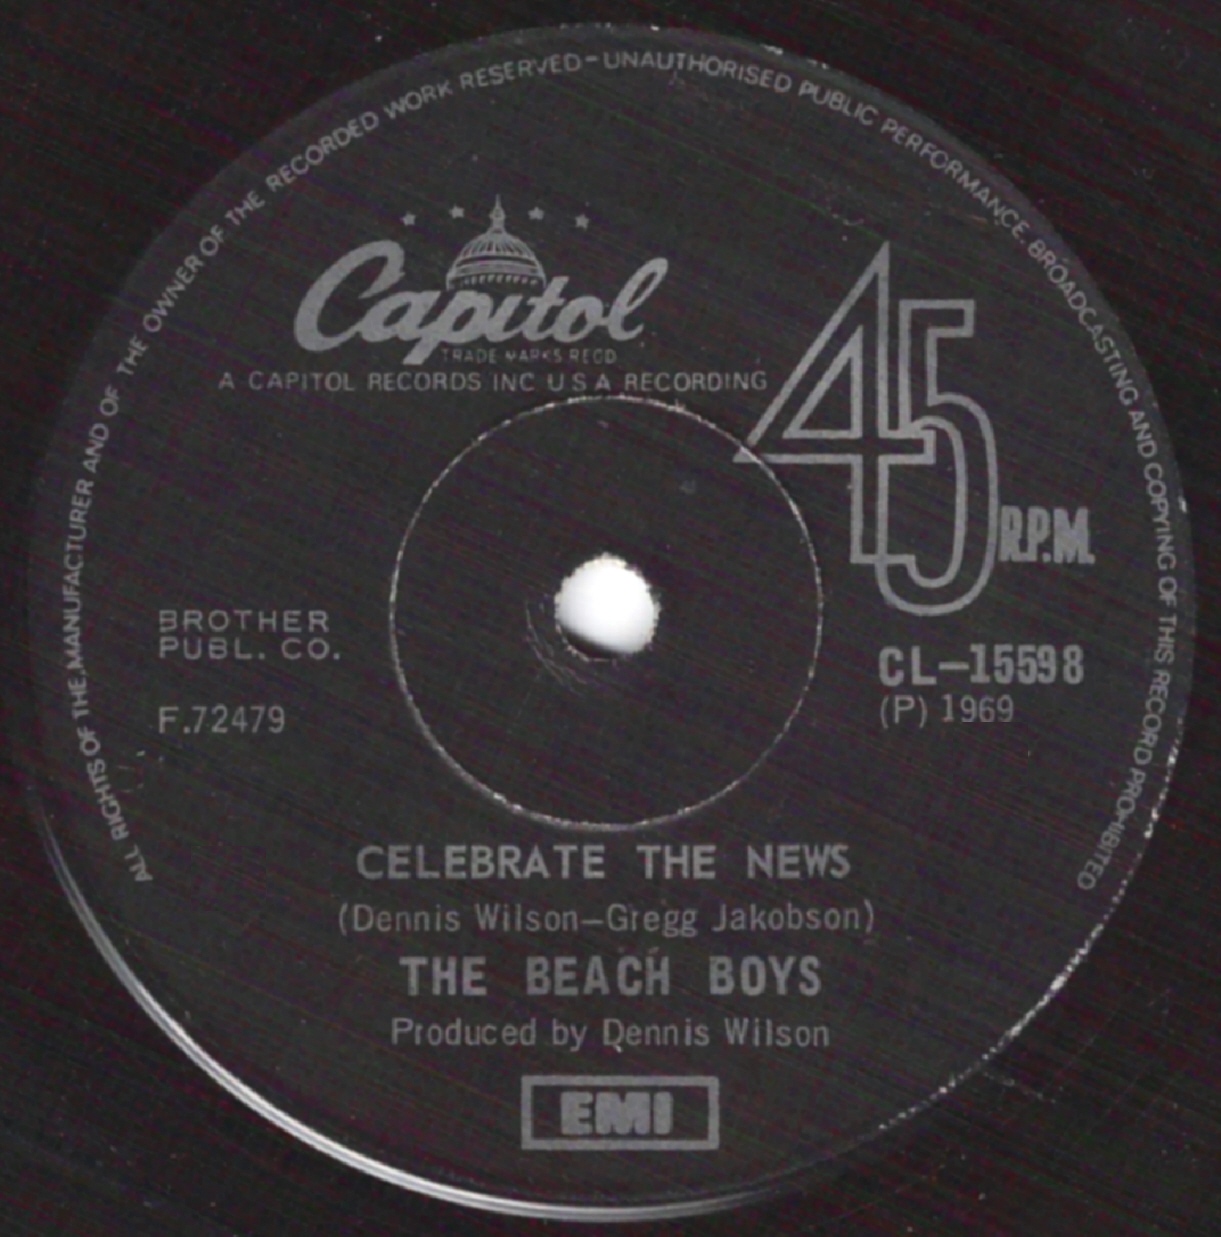 ALL RIGHTS OF THE MANUFACTURER AND OF THE OWNER OF THE RECORDED WORK RESERVED–UNAUTHORISED PUBLIC PERFORMANCE BROADCASTING AND COPYING OF THIS RECORD PROHIBITED
Capitol
TRADE MARKS REGD
A CAPITOL RECORDS INC U S A RECORDING
45
R.P.M.
BROTHER
PUBL. CO.
F.72479
CL–15598
(P) 1969
CELEBRATE THE NEWS
(Dennis Wilson–Gregg Jakobson)
THE BEACH BOYS
Produced by Dennis Wilson
EMI